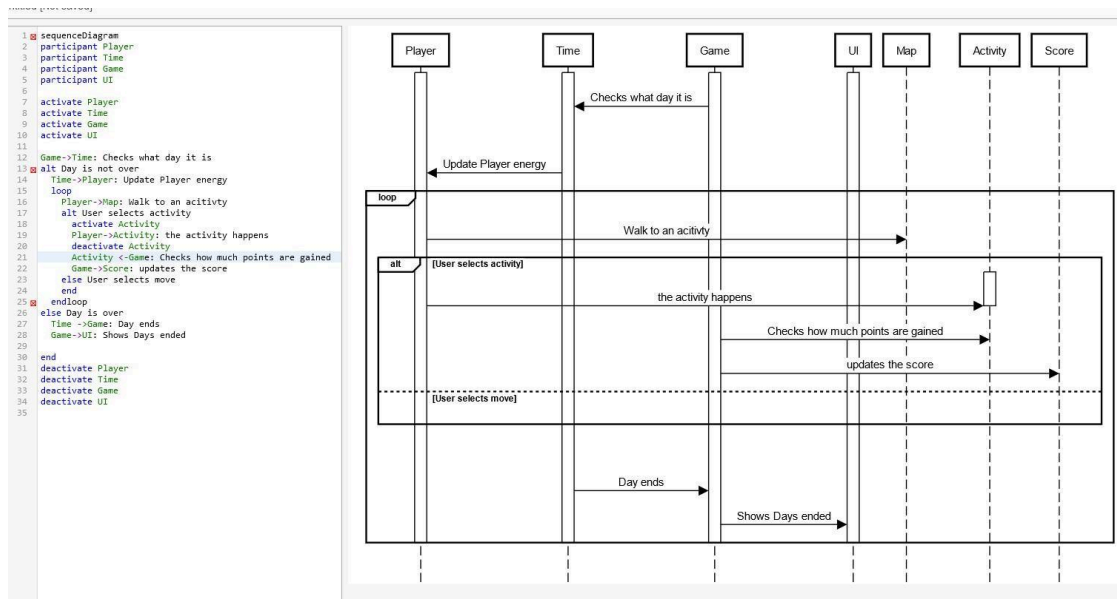 1 sequenceDiagram
2 participant Player
3 participant Time
4 participant Game
5 participant UI
6
7 activate Player
8 activate Time
9 activate Game
10 activate UI
11
12 Game->Time: Checks what day it is
13 alt Day is not over
14 Time->Player: Update Player energy
15 loop
16 Player->Map: Walk to an acitivty
17 alt User selects activity
18 activate Activity
19 Player->Activity: the activity happens
20 deactivate Activity
21 Activity <-Game: Checks how much points are gained
22 Game->Score: updates the score
23 else User selects move
24 end
25 endloop
26 else Day is over
27 Time ->Game: Day ends
28 Game->UI: Shows Days ended
29
30 end
31 deactivate Player
32 deactivate Time
33 deactivate Game
34 deactivate UI
35
Player Time Game UI Map Activity Score
Checks what day it is
Update Player energy
loop
Walk to an acitivty
alt [User selects activity]
the activity happens
Checks how much points are gained
updates the score
[User selects move]
Day ends
Shows Days ended